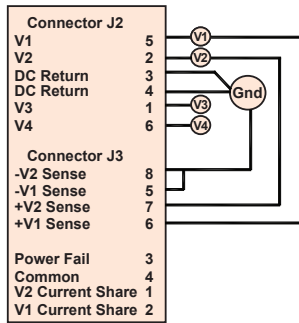 Connector J2
V1 5 V1
V2 2 V2
DC Return 3
DC Return 4 Gnd
V3 1 V3
V4 6 V4
Connector J3
-V2 Sense 8
-V1 Sense 5
+V2 Sense 7
+V1 Sense 6
Power Fail 3
Common 4
V2 Current Share 1
V1 Current Share 2